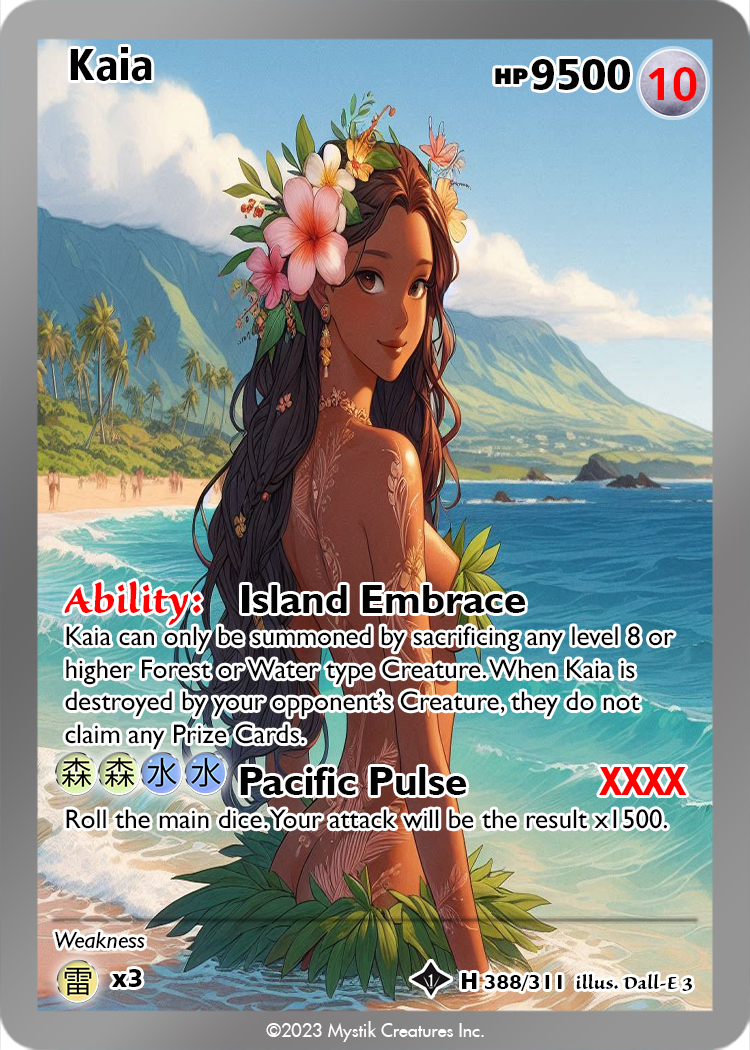 Kaia
HP 9500 10
Ability: Island Embrace
Kaia can only be summoned by sacrificing any level 8 or
higher Forest or Water type Creature. When Kaia is
destroyed by your opponent's Creature, they do not
claim any Prize Cards.
森 森 水 水 Pacific Pulse XXXX
Roll the main dice. Your attack will be the result x1500.
Weakness
雷 x3
1 H 388/311 illus. Dall-E 3
©2023 Mystik Creatures Inc.